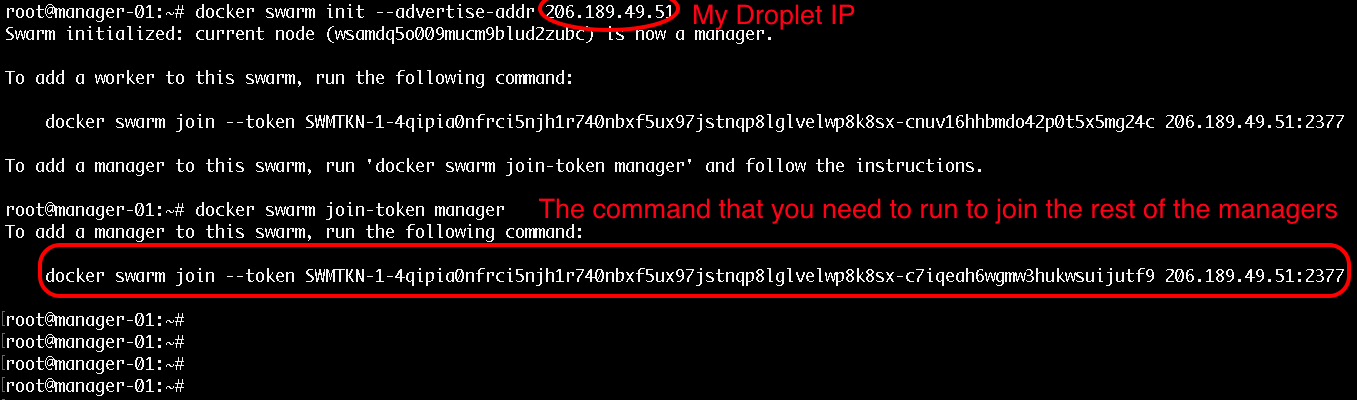 root@manager-01:~# docker swarm init --advertise-addr 206.189.49.51 My Droplet IP
Swarm initialized: current node (wsamdq5o009mucm9blud2zubc) is now a manager.
To add a worker to this swarm, run the following command:
docker swarm join --token SWMTKN-1-4qipia0nfrci5njh1r740nbxf5ux97jstnqp8lglvelwp8k8sx-cnuv16hhbmdo42p0t5x5mg24c 206.189.49.51:2377
To add a manager to this swarm, run 'docker swarm join-token manager' and follow the instructions.
root@manager-01:~# docker swarm join-token manager The command that you need to run to join the rest of the managers
To add a manager to this swarm, run the following command:
docker swarm join --token SWMTKN-1-4qipia0nfrci5njh1r740nbxf5ux97jstnqp8lglvelwp8k8sx-c7iqeah6wgmw3hukwsuijutf9 206.189.49.51:2377
[root@manager-01:~#
[root@manager-01:~#
[root@manager-01:~#
[root@manager-01:~#